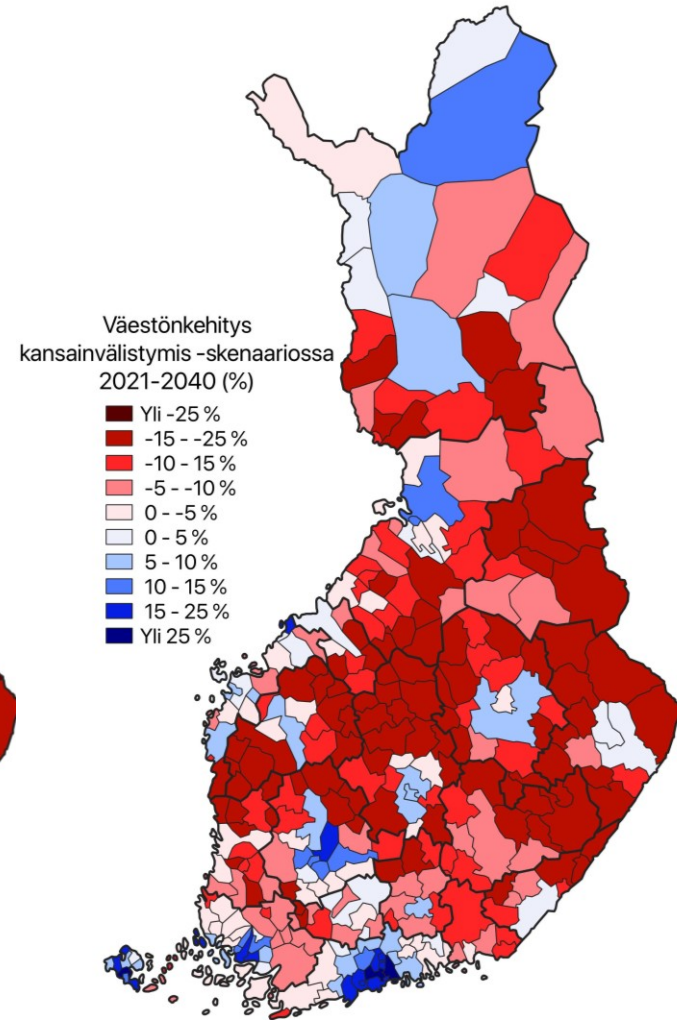 Väestönkehitys
kansainvälistymis -skenaariossa
2021-2040 (%)
Yli -25 %
-15 - -25 %
-10 - 15 %
-5 - -10 %
0 - -5 %
0 - 5 %
5 - 10 %
10 - 15 %
15 - 25 %
Yli 25 %